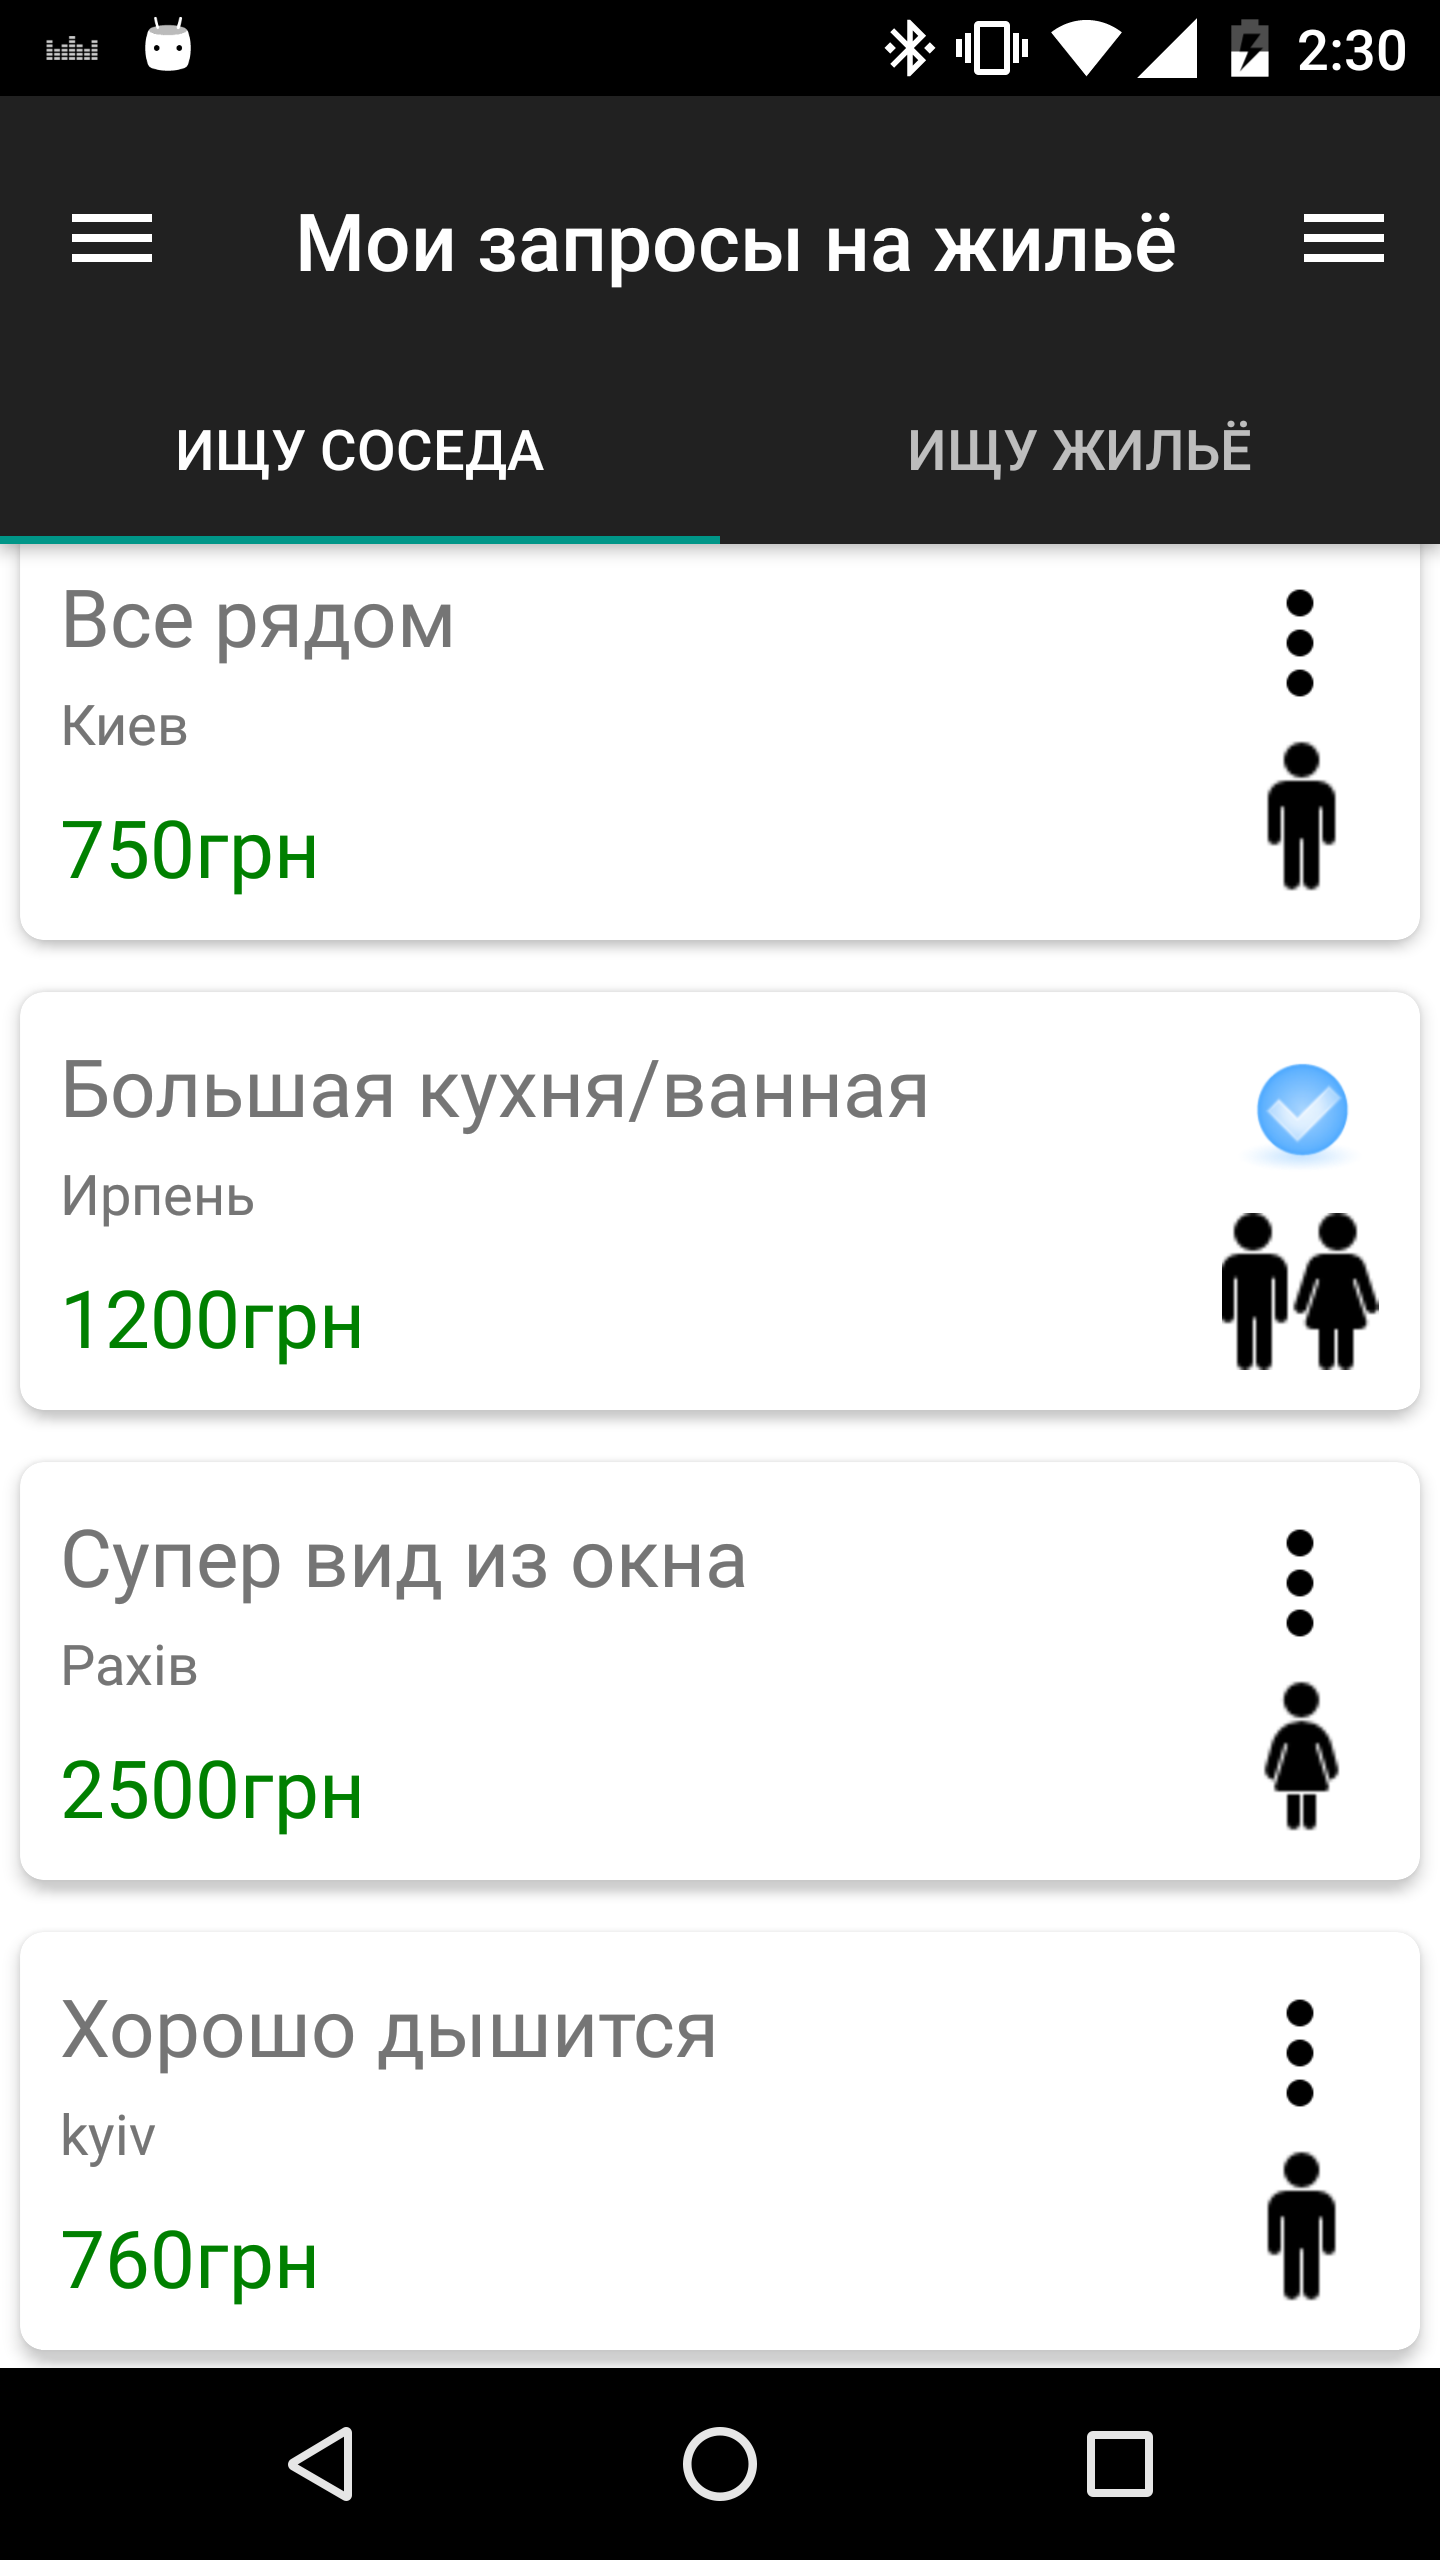 2:30
Мои запросы на жильё
ИЩУ СОСЕДА
ИЩУ ЖИЛЬЁ
Все рядом
Киев
750грн
Большая кухня/ванная
Ирпень
1200грн
Супер вид из окна
Рахів
2500грн
Хорошо дышится
kyiv
760грн